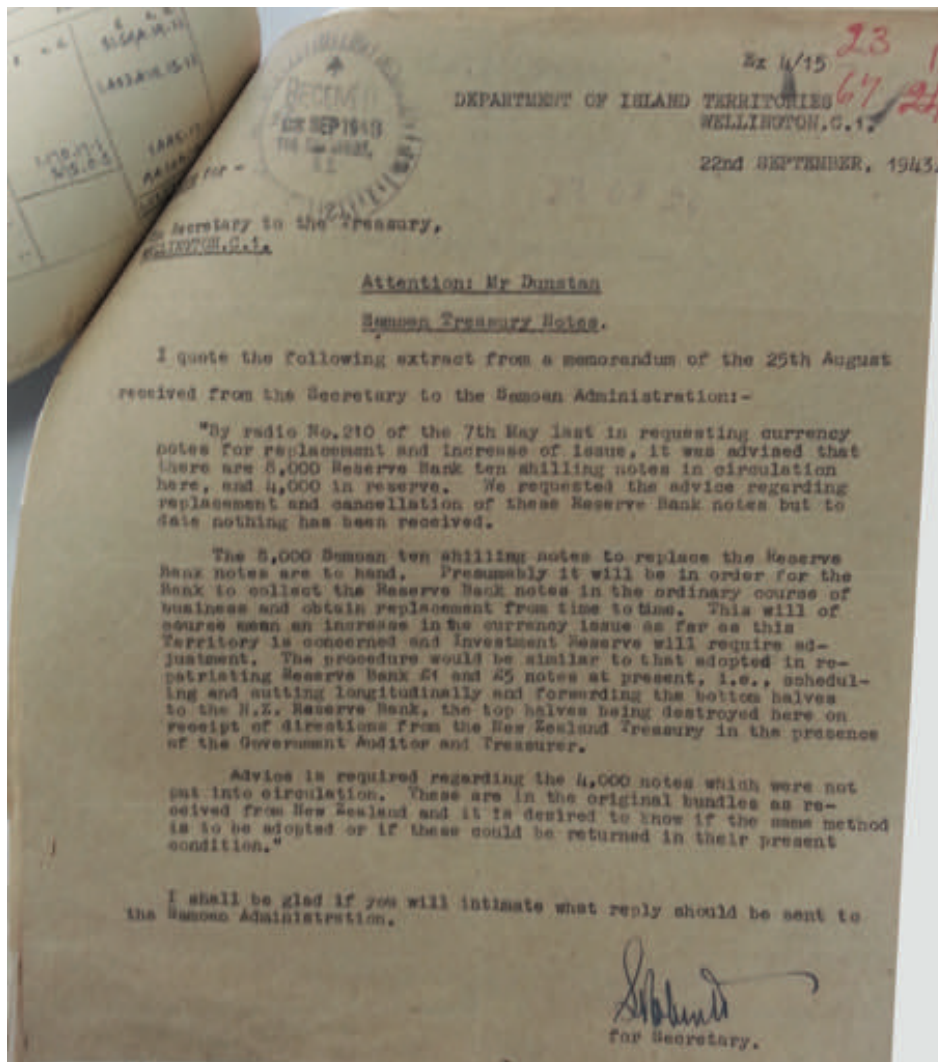 23
Ex 4/15
67
DEPARTMENT OF ISLAND TERRITORIES
WELLINGTON.C.1.
22nd SEPTEMBER, 1943.
RECEIVED
SEP 1943
FOR -
Secretary to the Treasury,
WELLINGTON.C.1.
Attention: Mr Dunstan
Samoan Treasury Notes.
I quote the following extract from a memorandum of the 25th August
received from the Secretary to the Samoan Administration:-
"By radio No.210 of the 7th May last in requesting currency
notes for replacement and increase of issue, it was advised that
there are 8,000 Reserve Bank ten shilling notes in circulation
here, and 4,000 in reserve. We requested the advice regarding
replacement and cancellation of these Reserve Bank notes but to
date nothing has been received.
The 8,000 Samoan ten shilling notes to replace the Reserve
Bank notes are to hand. Presumably it will be in order for the
Bank to collect the Reserve Bank notes in the ordinary course of
business and obtain replacement from time to time. This will of
course mean an increase in the currency issue as far as this
Territory is concerned and Investment Reserve will require ad-
justment. The procedure would be similar to that adopted in re-
patriating Reserve Bank £1 and £5 notes at present, i.e., schedul-
ing and cutting longitudinally and forwarding the bottom halves
to the N.Z. Reserve Bank, the top halves being destroyed here on
receipt of directions from the New Zealand Treasury in the presence
of the Government Auditor and Treasurer.
Advice is required regarding the 4,000 notes which were not
put into circulation. These are in the original bundles as re-
ceived from New Zealand and it is desired to know if the same method
is to be adopted or if these could be returned in their present
condition."
I shall be glad if you will intimate what reply should be sent to
the Samoan Administration.
for Secretary.